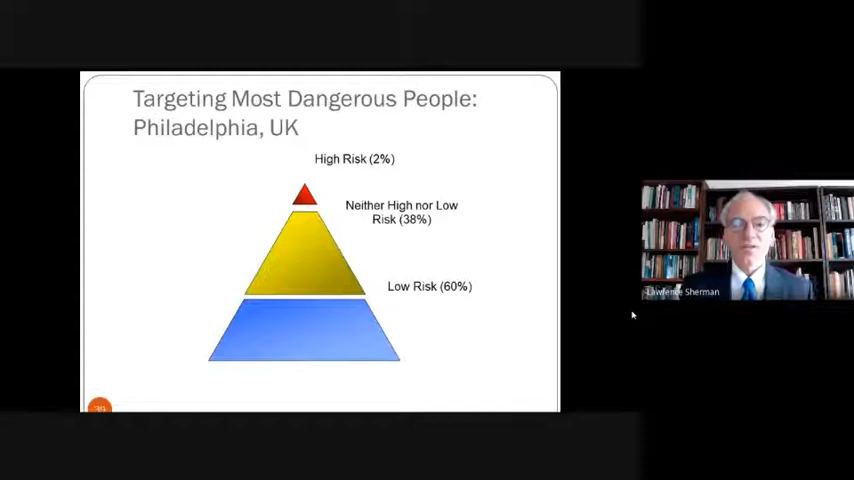 Targeting Most Dangerous People:
Philadelphia, UK
High Risk (2%)
Neither High nor Low
Risk (38%)
Low Risk (60%)
39
Lawrence Sherman